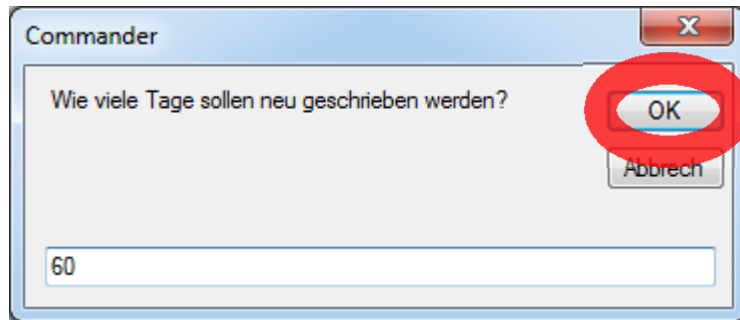 Commander
Wie viele Tage sollen neu geschrieben werden?
OK
Abbrech
60